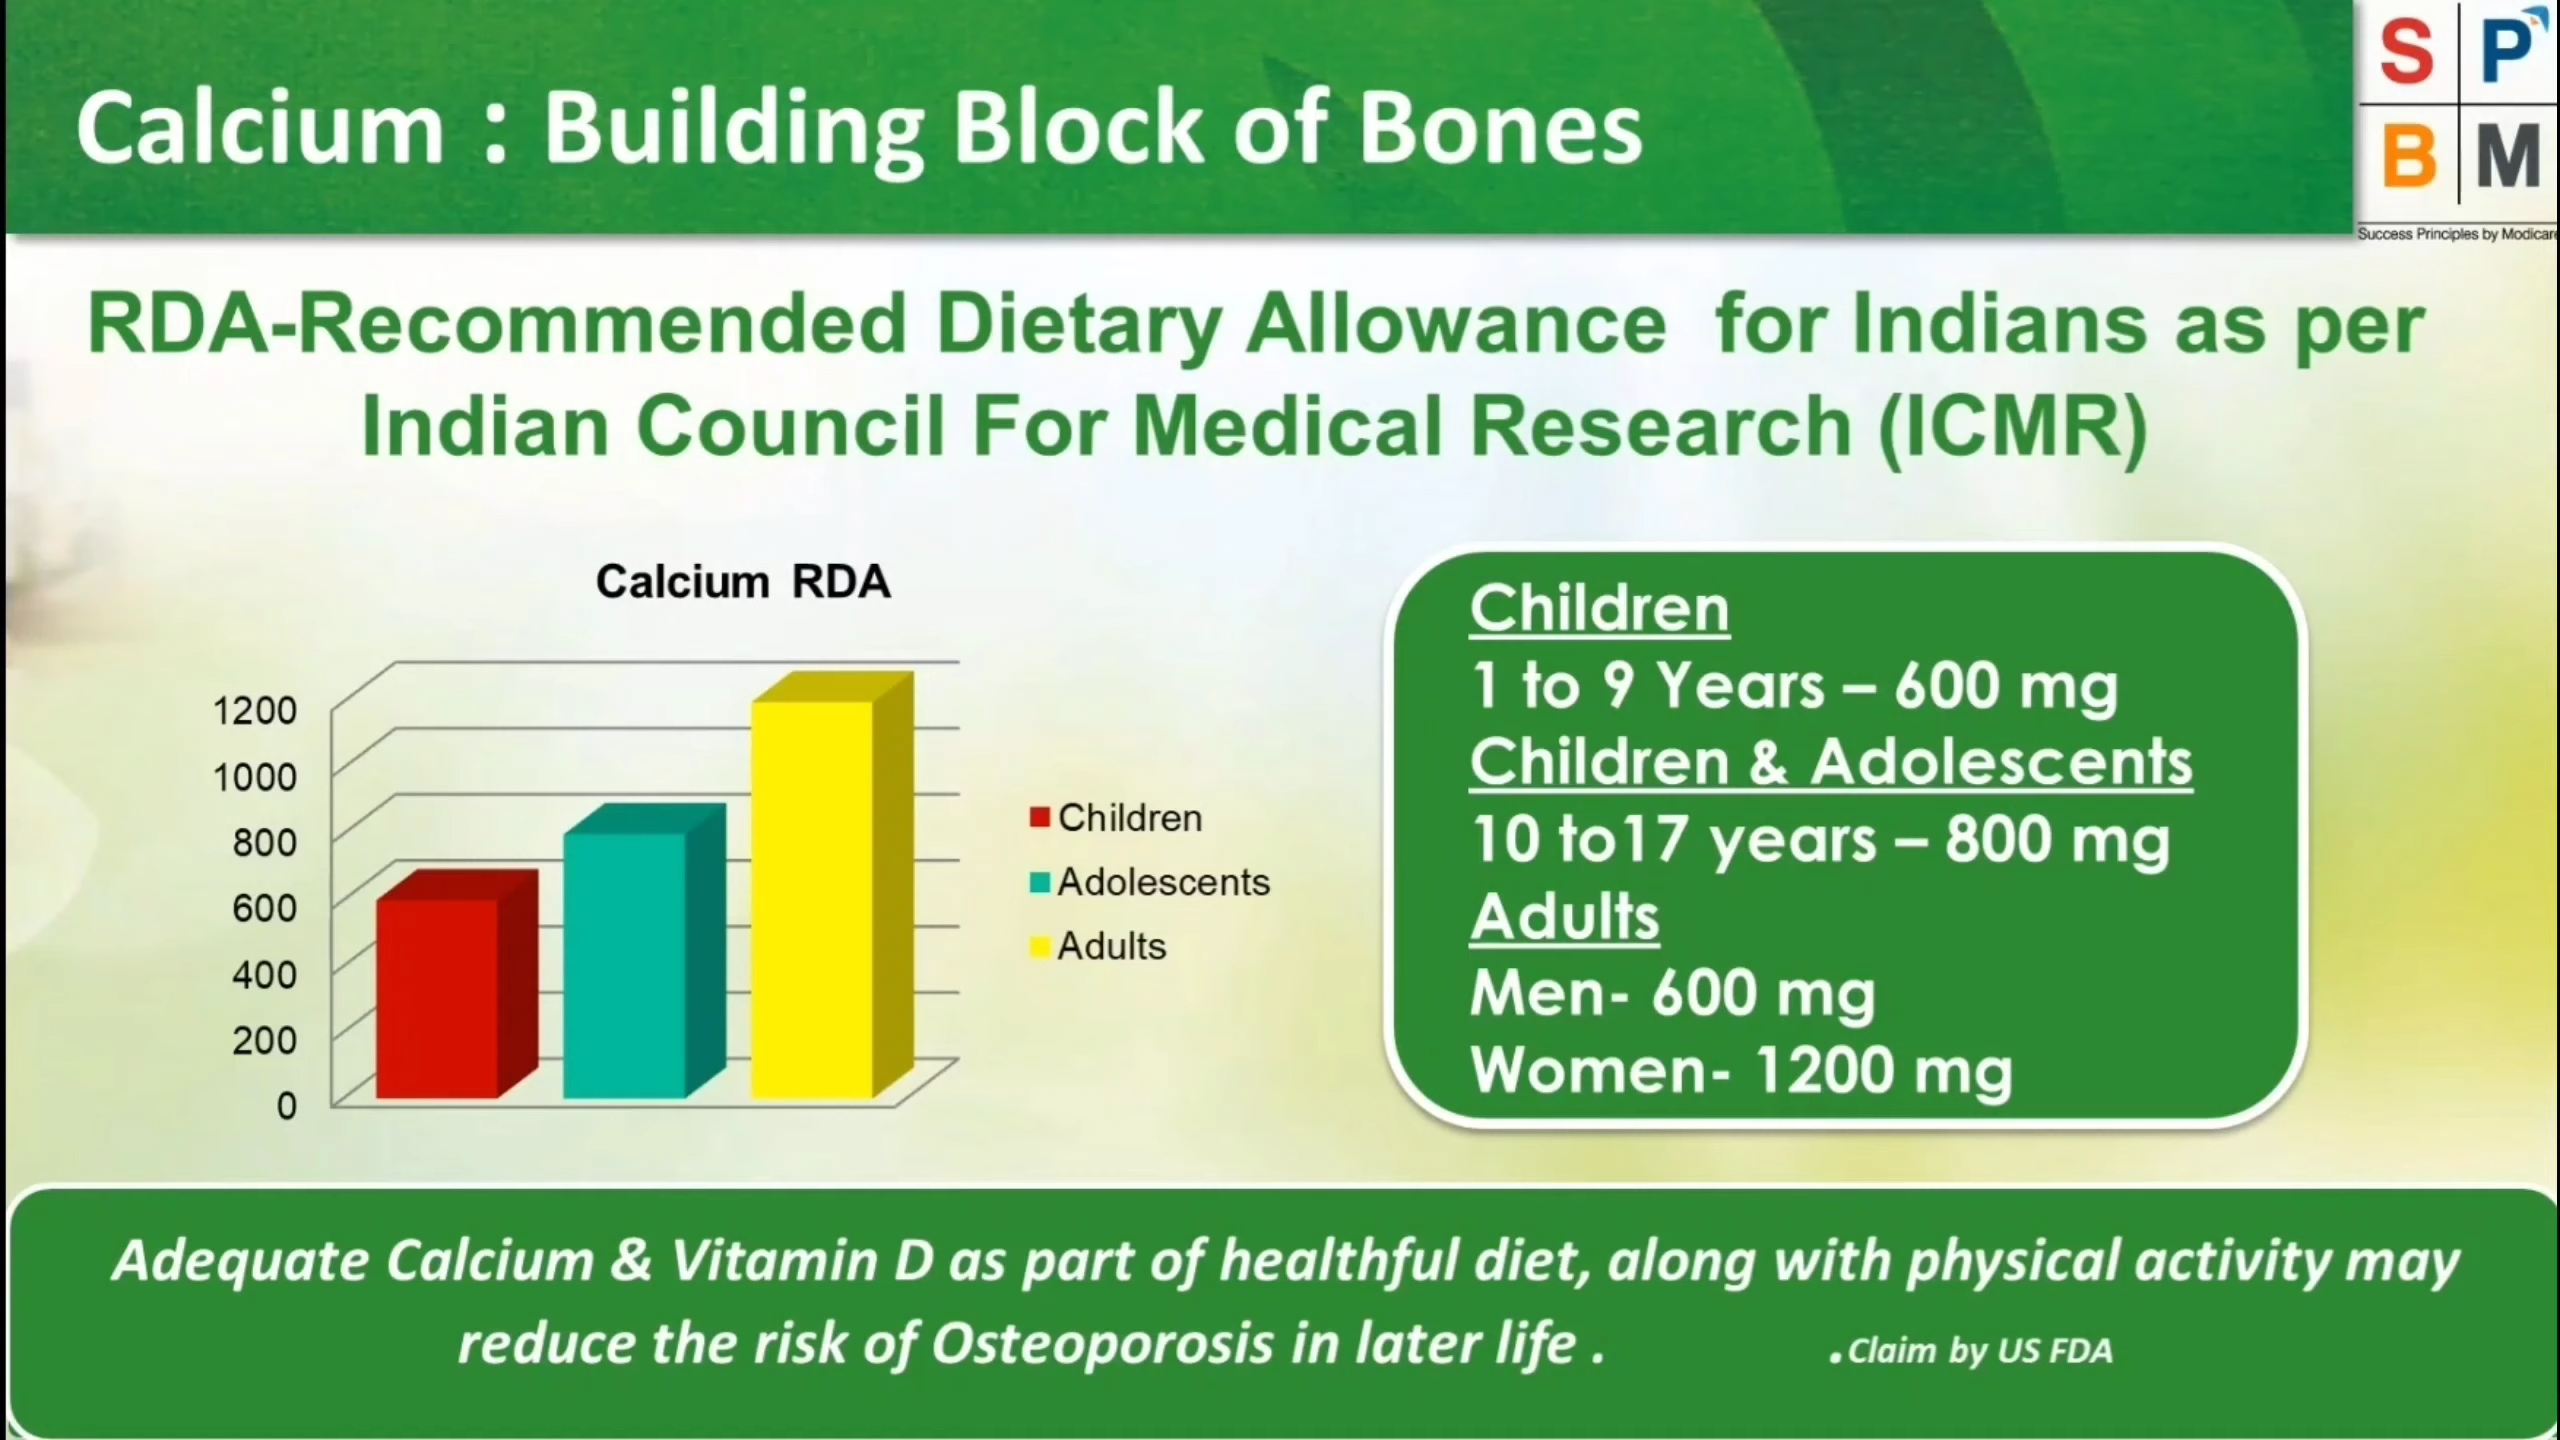 Calcium : Building Block of Bones
S P
B M
Success Principles by Modicare
RDA-Recommended Dietary Allowance for Indians as per
Indian Council For Medical Research (ICMR)
Calcium RDA
1200
1000
800
600
400
200
0
Children
Adolescents
Adults
Children
1 to 9 Years – 600 mg
Children & Adolescents
10 to17 years – 800 mg
Adults
Men- 600 mg
Women- 1200 mg
Adequate Calcium & Vitamin D as part of healthful diet, along with physical activity may
reduce the risk of Osteoporosis in later life . .Claim by US FDA